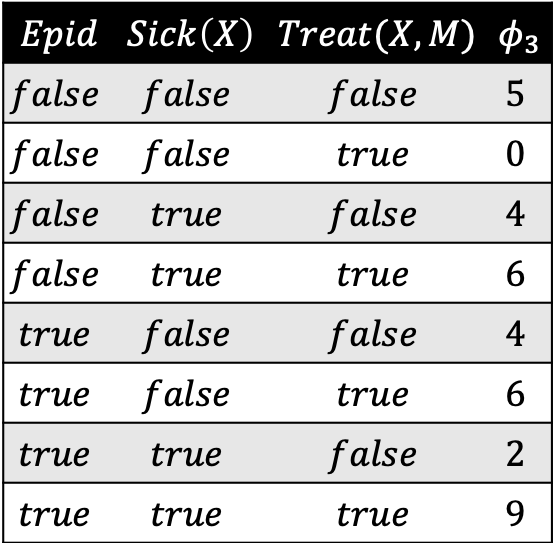 Epid Sick(X) Treat(X, M) ϕ₃
false false false 5
false false true 0
false true false 4
false true true 6
true false false 4
true false true 6
true true false 2
true true true 9